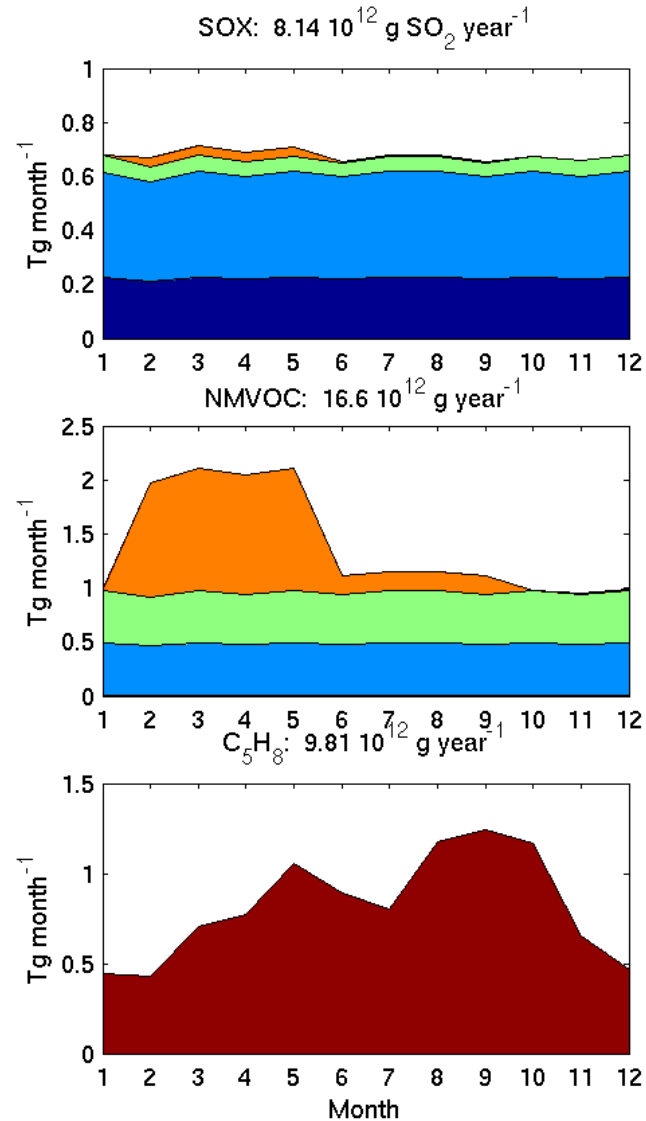 SOX: 8.14 10^12 g SO_2 year^-1
1
0.8
0.6
0.4
0.2
0
Tg month^-1
1 2 3 4 5 6 7 8 9 10 11 12
NMVOC: 16.6 10^12 g year^-1
2.5
2
1.5
1
0.5
0
Tg month^-1
1 2 3 4 5 6 7 8 9 10 11 12
C_5H_8: 9.81 10^12 g year^-1
1.5
1
0.5
0
Tg month^-1
1 2 3 4 5 6 7 8 9 10 11 12
Month